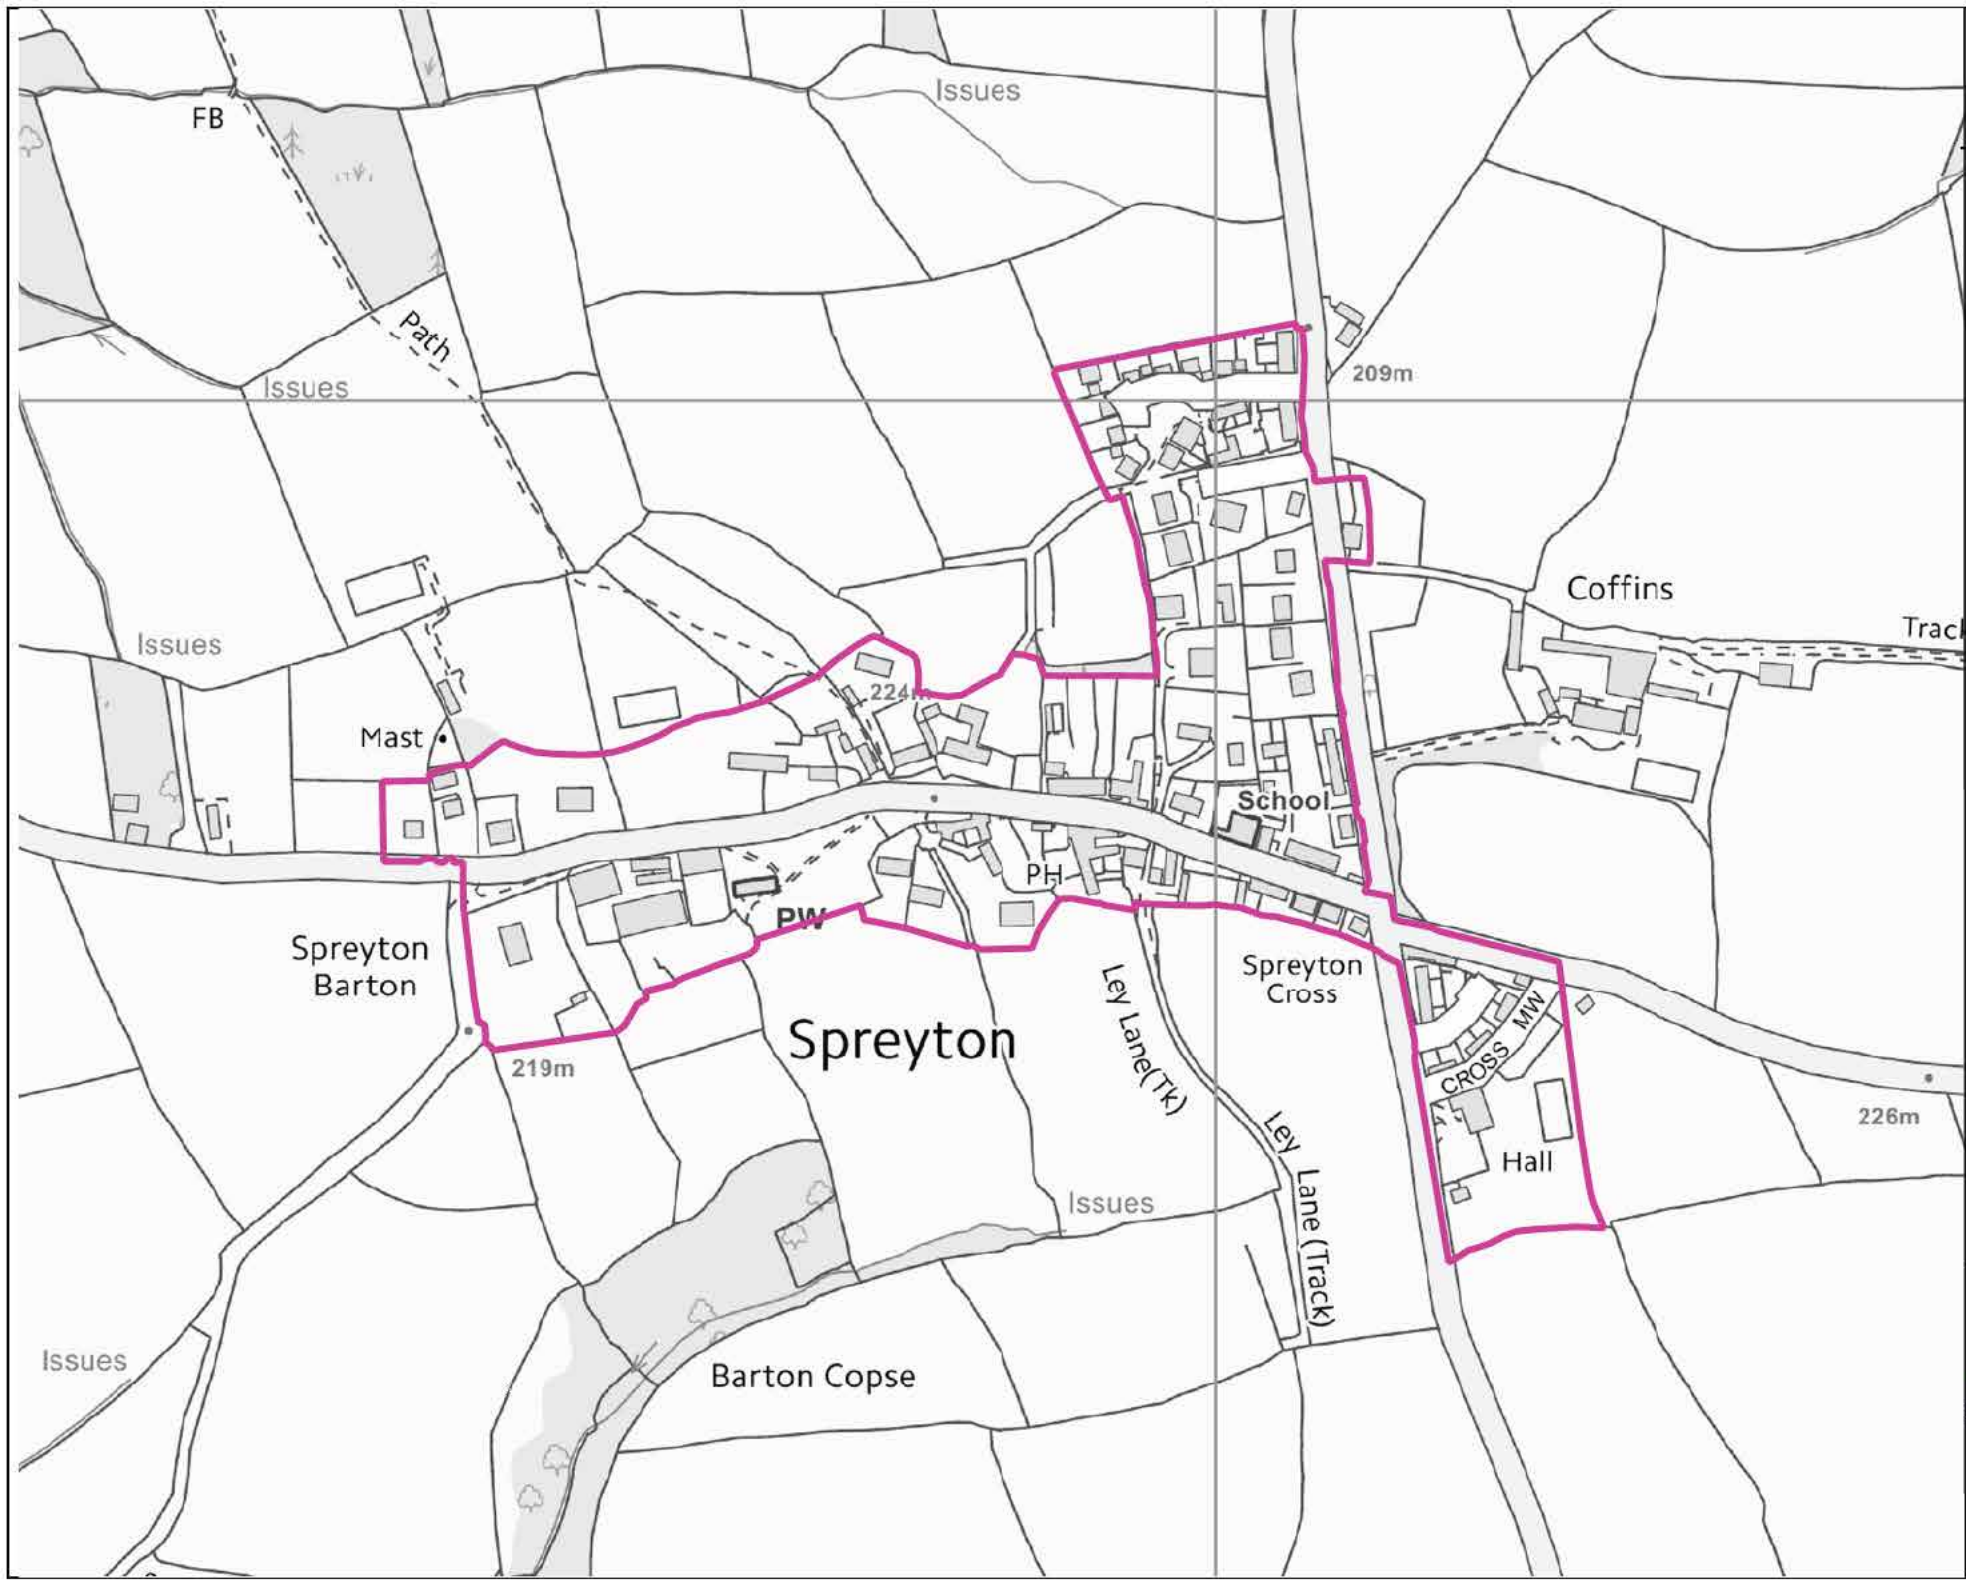 Issues
FB
Path
209m
Issues
Coffins
Issues
Track
224m
Mast
School
PH
PW
Spreyton
Barton
Spreyton
Cross
Spreyton
219m
Ley Lane(TK)
CROSS MW
226m
Hall
Ley Lane (Track)
Issues
Issues
Barton Copse